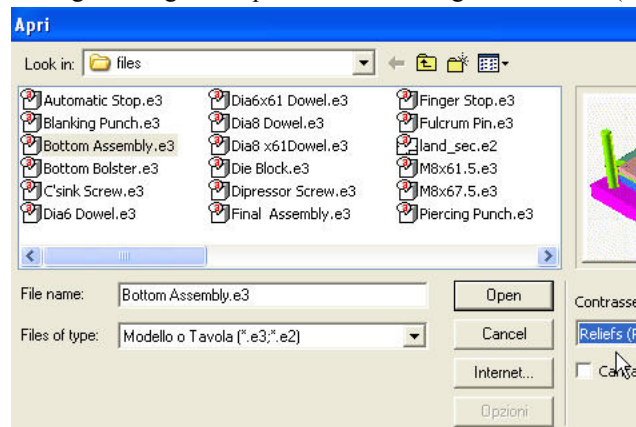 Apri
Look in: files
Automatic Stop.e3 Dia6x61 Dowel.e3 Finger Stop.e3
Blanking Punch.e3 Dia8 Dowel.e3 Fulcrum Pin.e3
Bottom Assembly.e3 Dia8 x61Dowel.e3 land_sec.e2
Bottom Bolster.e3 Die Block.e3 M8x61.5.e3
C'sink Screw.e3 Dipressor Screw.e3 M8x67.5.e3
Dia6 Dowel.e3 Final Assembly.e3 Piercing Punch.e3
File name: Bottom Assembly.e3 Open
Contrasse
Files of type: Modello o Tavola (*.e3;*.e2) Cancel
Reliefs (
Internet...
Opzioni